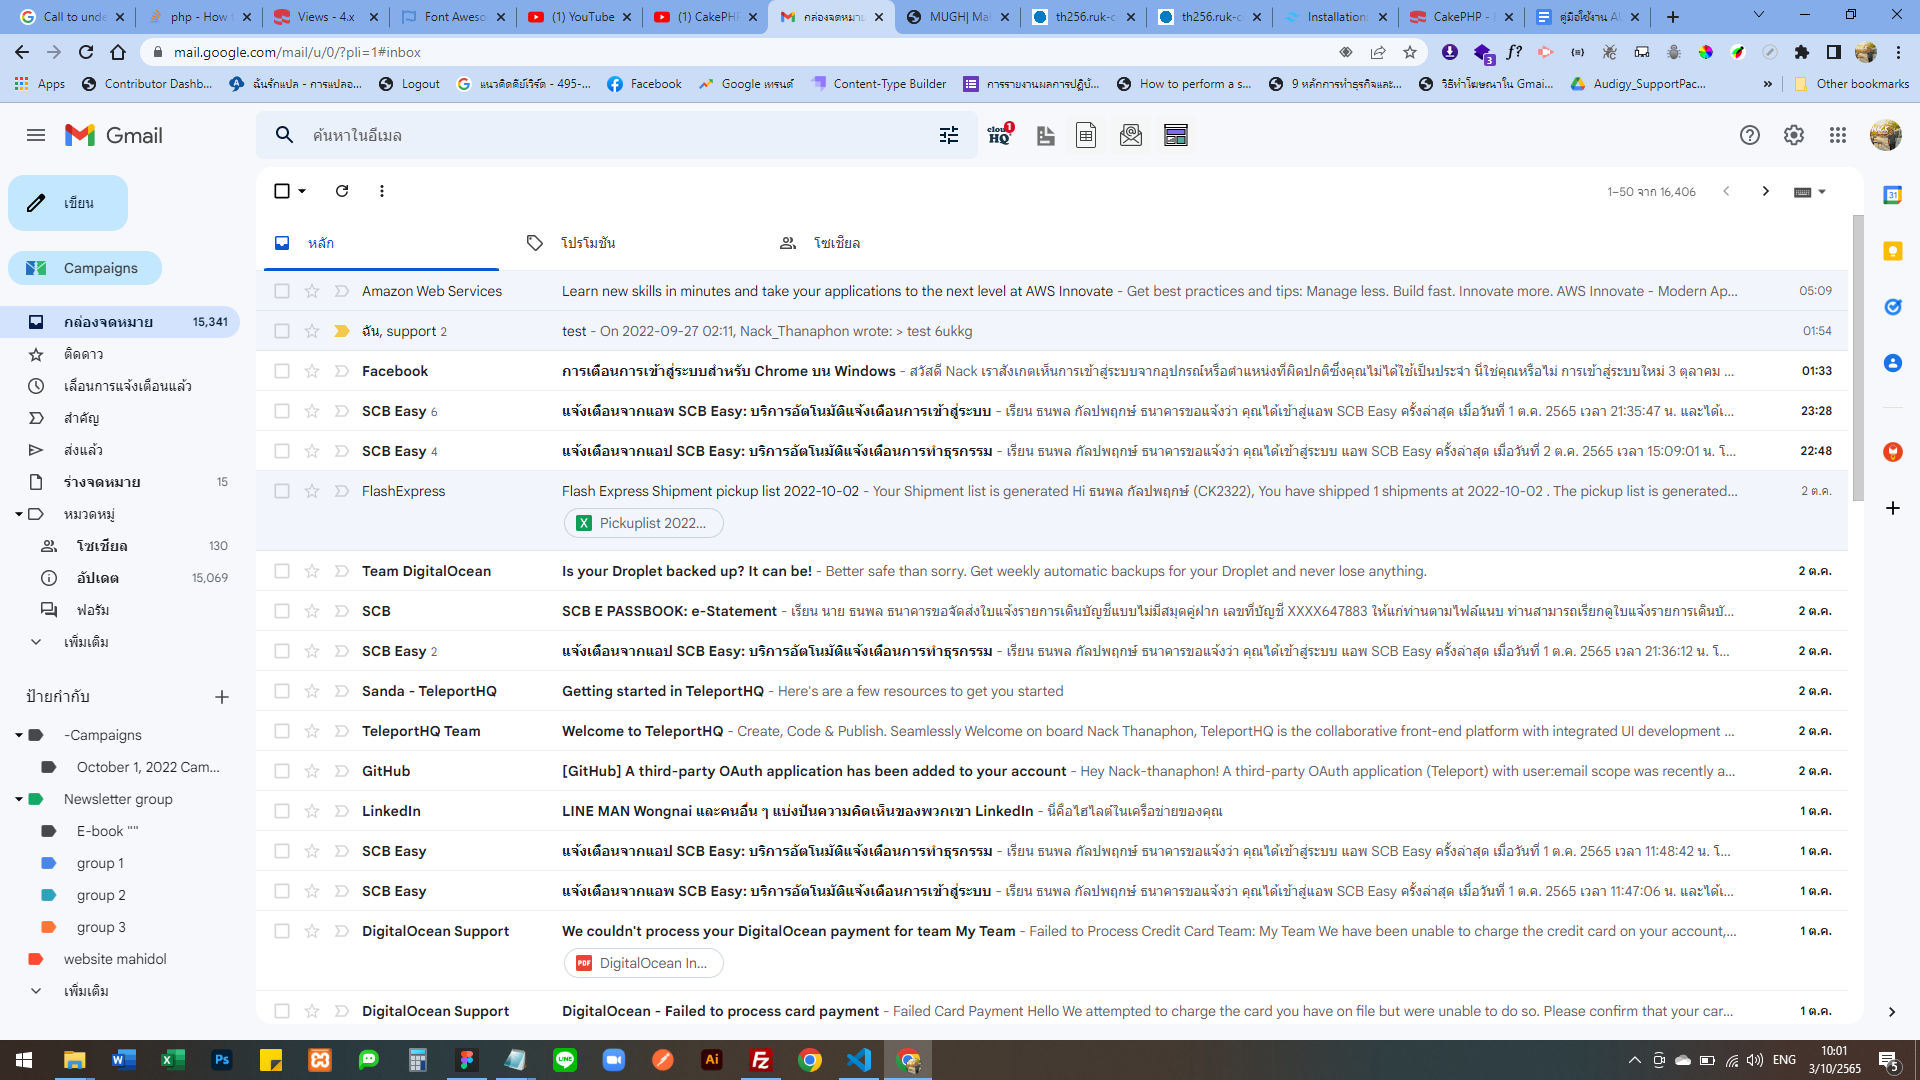 Call to unde
php - How t
Views - 4.x
Font Aweso
(1) YouTube
(1) CakePHP
กล่องจดหมาย
MUGH| Mai
th256.ruk-c
th256.ruk-c
Installation:
CakePHP -
คู่มือใช้งาน A
mail.google.com/mail/u/0/?pli=1#inbox
3
Apps
Contributor Dashb...
ฉันรักแปล - การแปลอ...
Logout
แนวคิดคีย์เวิร์ด - 495-...
Facebook
Google เทรนด์
Content-Type Builder
การรายงานผลการปฏิบั...
How to perform a s...
9 หลักการทำธุรกิจและ...
วิธีทำโฆษณาใน Gmai...
Audigy_SupportPac...
»
Other bookmarks
Gmail
ค้นหาในอีเมล
cloud HQ 1
เขียน
1–50 จาก 16,406
หลัก
โปรโมชัน
โซเชียล
Campaigns
กล่องจดหมาย 15,341
ติดดาว
เลื่อนการแจ้งเตือนแล้ว
สำคัญ
ส่งแล้ว
ร่างจดหมาย 15
หมวดหมู่
โซเชียล 130
อัปเดต 15,069
ฟอรัม
เพิ่มเติม
ป้ายกำกับ
-Campaigns
October 1, 2022 Cam...
Newsletter group
E-book ""
group 1
group 2
group 3
website mahidol
เพิ่มเติม
Amazon Web Services Learn new skills in minutes and take your applications to the next level at AWS Innovate - Get best practices and tips: Manage less. Build fast. Innovate more. AWS Innovate - Modern Ap... 05:09
ฉัน, support 2 test - On 2022-09-27 02:11, Nack_Thanaphon wrote: > test 6ukkg 01:54
Facebook การเตือนการเข้าสู่ระบบสำหรับ Chrome บน Windows - สวัสดี Nack เราสังเกตเห็นการเข้าสู่ระบบจากอุปกรณ์หรือตำแหน่งที่ผิดปกติซึ่งคุณไม่ได้ใช้เป็นประจำ นี่ใช่คุณหรือไม่ การเข้าสู่ระบบใหม่ 3 ตุลาคม ... 01:33
SCB Easy 6 แจ้งเตือนจากแอพ SCB Easy: บริการอัตโนมัติแจ้งเตือนการเข้าสู่ระบบ - เรียน ธนพล กัลปพฤกษ์ ธนาคารขอแจ้งว่า คุณได้เข้าสู่แอพ SCB Easy ครั้งล่าสุด เมื่อวันที่ 1 ต.ค. 2565 เวลา 21:35:47 น. และได้เ... 23:28
SCB Easy 4 แจ้งเตือนจากแอป SCB Easy: บริการอัตโนมัติแจ้งเตือนการทำธุรกรรม - เรียน ธนพล กัลปพฤกษ์ ธนาคารขอแจ้งว่า คุณได้เข้าสู่ระบบ แอพ SCB Easy ครั้งล่าสุด เมื่อวันที่ 2 ต.ค. 2565 เวลา 15:09:01 น. โ... 22:48
FlashExpress Flash Express Shipment pickup list 2022-10-02 - Your Shipment list is generated Hi ธนพล กัลปพฤกษ์ (CK2322), You have shipped 1 shipments at 2022-10-02 . The pickup list is generated... 2 ต.ค.
Pickuplist 2022...
Team DigitalOcean Is your Droplet backed up? It can be! - Better safe than sorry. Get weekly automatic backups for your Droplet and never lose anything. 2 ต.ค.
SCB SCB E PASSBOOK: e-Statement - เรียน นาย ธนพล ธนาคารขอจัดส่งใบแจ้งรายการเดินบัญชีแบบไม่มีสมุดคู่ฝาก เลขที่บัญชี XXXX647883 ให้แก่ท่านตามไฟล์แนบ ท่านสามารถเรียกดูใบแจ้งรายการเดินบั... 2 ต.ค.
SCB Easy 2 แจ้งเตือนจากแอป SCB Easy: บริการอัตโนมัติแจ้งเตือนการทำธุรกรรม - เรียน ธนพล กัลปพฤกษ์ ธนาคารขอแจ้งว่า คุณได้เข้าสู่ระบบ แอพ SCB Easy ครั้งล่าสุด เมื่อวันที่ 1 ต.ค. 2565 เวลา 21:36:12 น. โ... 2 ต.ค.
Sanda - TeleportHQ Getting started in TeleportHQ - Here's are a few resources to get you started 2 ต.ค.
TeleportHQ Team Welcome to TeleportHQ - Create, Code & Publish. Seamlessly Welcome on board Nack Thanaphon, TeleportHQ is the collaborative front-end platform with integrated UI development ... 2 ต.ค.
GitHub [GitHub] A third-party OAuth application has been added to your account - Hey Nack-thanaphon! A third-party OAuth application (Teleport) with user:email scope was recently a... 2 ต.ค.
LinkedIn LINE MAN Wongnai และคนอื่น ๆ แบ่งปันความคิดเห็นของพวกเขา LinkedIn - นี่คือไฮไลต์ในเครือข่ายของคุณ 1 ต.ค.
SCB Easy แจ้งเตือนจากแอป SCB Easy: บริการอัตโนมัติแจ้งเตือนการทำธุรกรรม - เรียน ธนพล กัลปพฤกษ์ ธนาคารขอแจ้งว่า คุณได้เข้าสู่ระบบ แอพ SCB Easy ครั้งล่าสุด เมื่อวันที่ 1 ต.ค. 2565 เวลา 11:48:42 น. โ... 1 ต.ค.
SCB Easy แจ้งเตือนจากแอพ SCB Easy: บริการอัตโนมัติแจ้งเตือนการเข้าสู่ระบบ - เรียน ธนพล กัลปพฤกษ์ ธนาคารขอแจ้งว่า คุณได้เข้าสู่แอพ SCB Easy ครั้งล่าสุด เมื่อวันที่ 1 ต.ค. 2565 เวลา 11:47:06 น. และได้เ... 1 ต.ค.
DigitalOcean Support We couldn't process your DigitalOcean payment for team My Team - Failed to Process Credit Card Team: My Team We have been unable to charge the credit card on your account,... 1 ต.ค.
PDF DigitalOcean In...
DigitalOcean Support DigitalOcean - Failed to process card payment - Failed Card Payment Hello We attempted to charge the card you have on file but were unable to do so. Please confirm that your car... 1 ต.ค.
31
ENG
10:01
3/10/2565
5